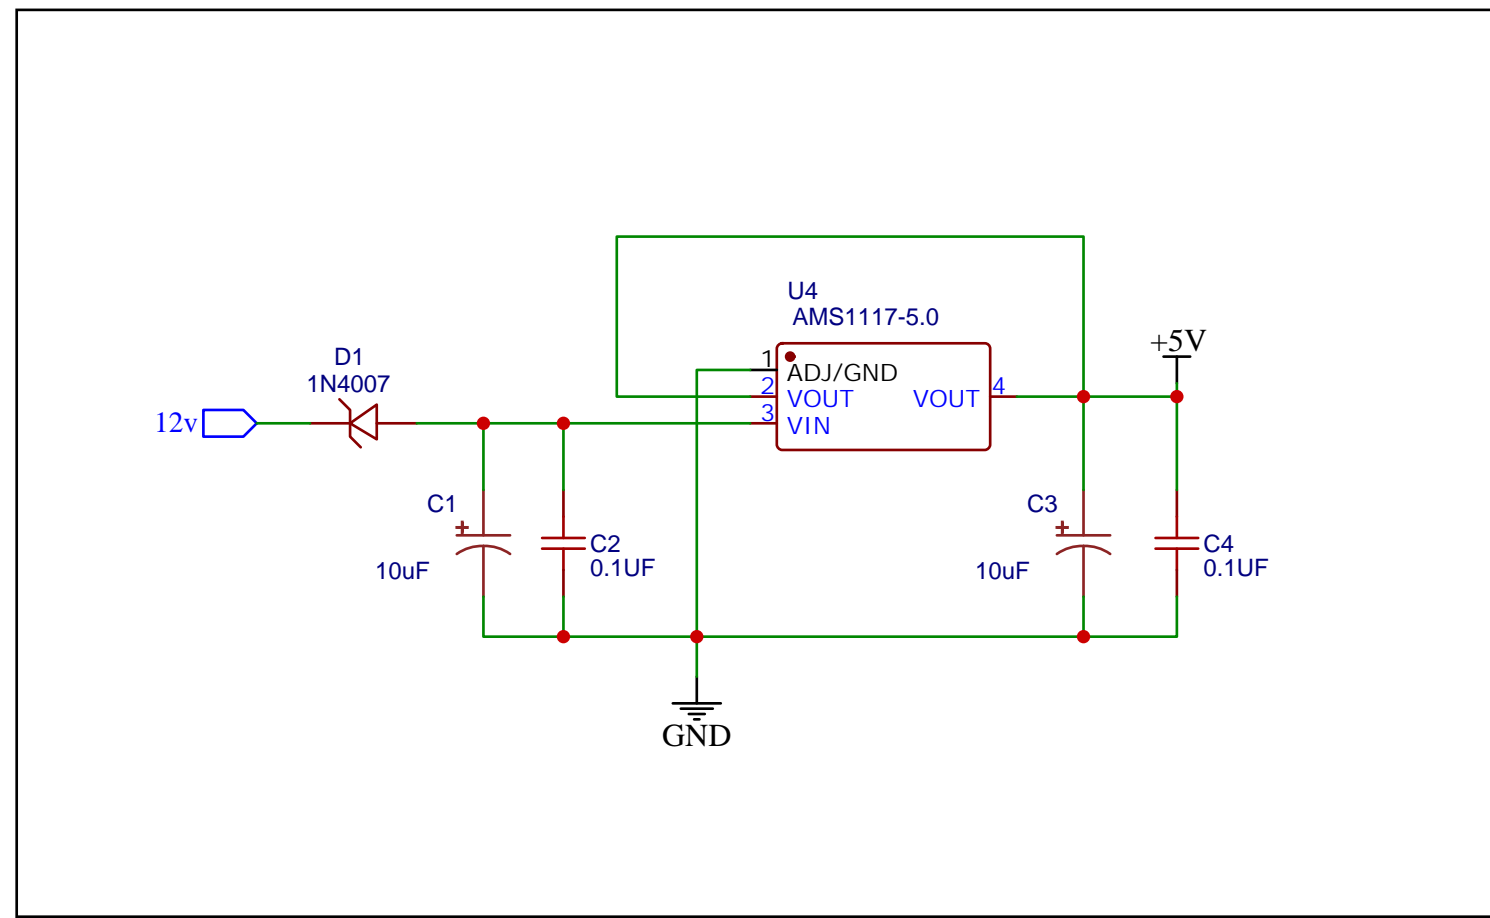 U4
AMS1117-5.0
+5V
D1
1N4007
1
ADJ/GND
2
VOUT
VOUT
4
3
VIN
12v
C1
+
10uF
C2
0.1UF
C3
+
10uF
C4
0.1UF
GND